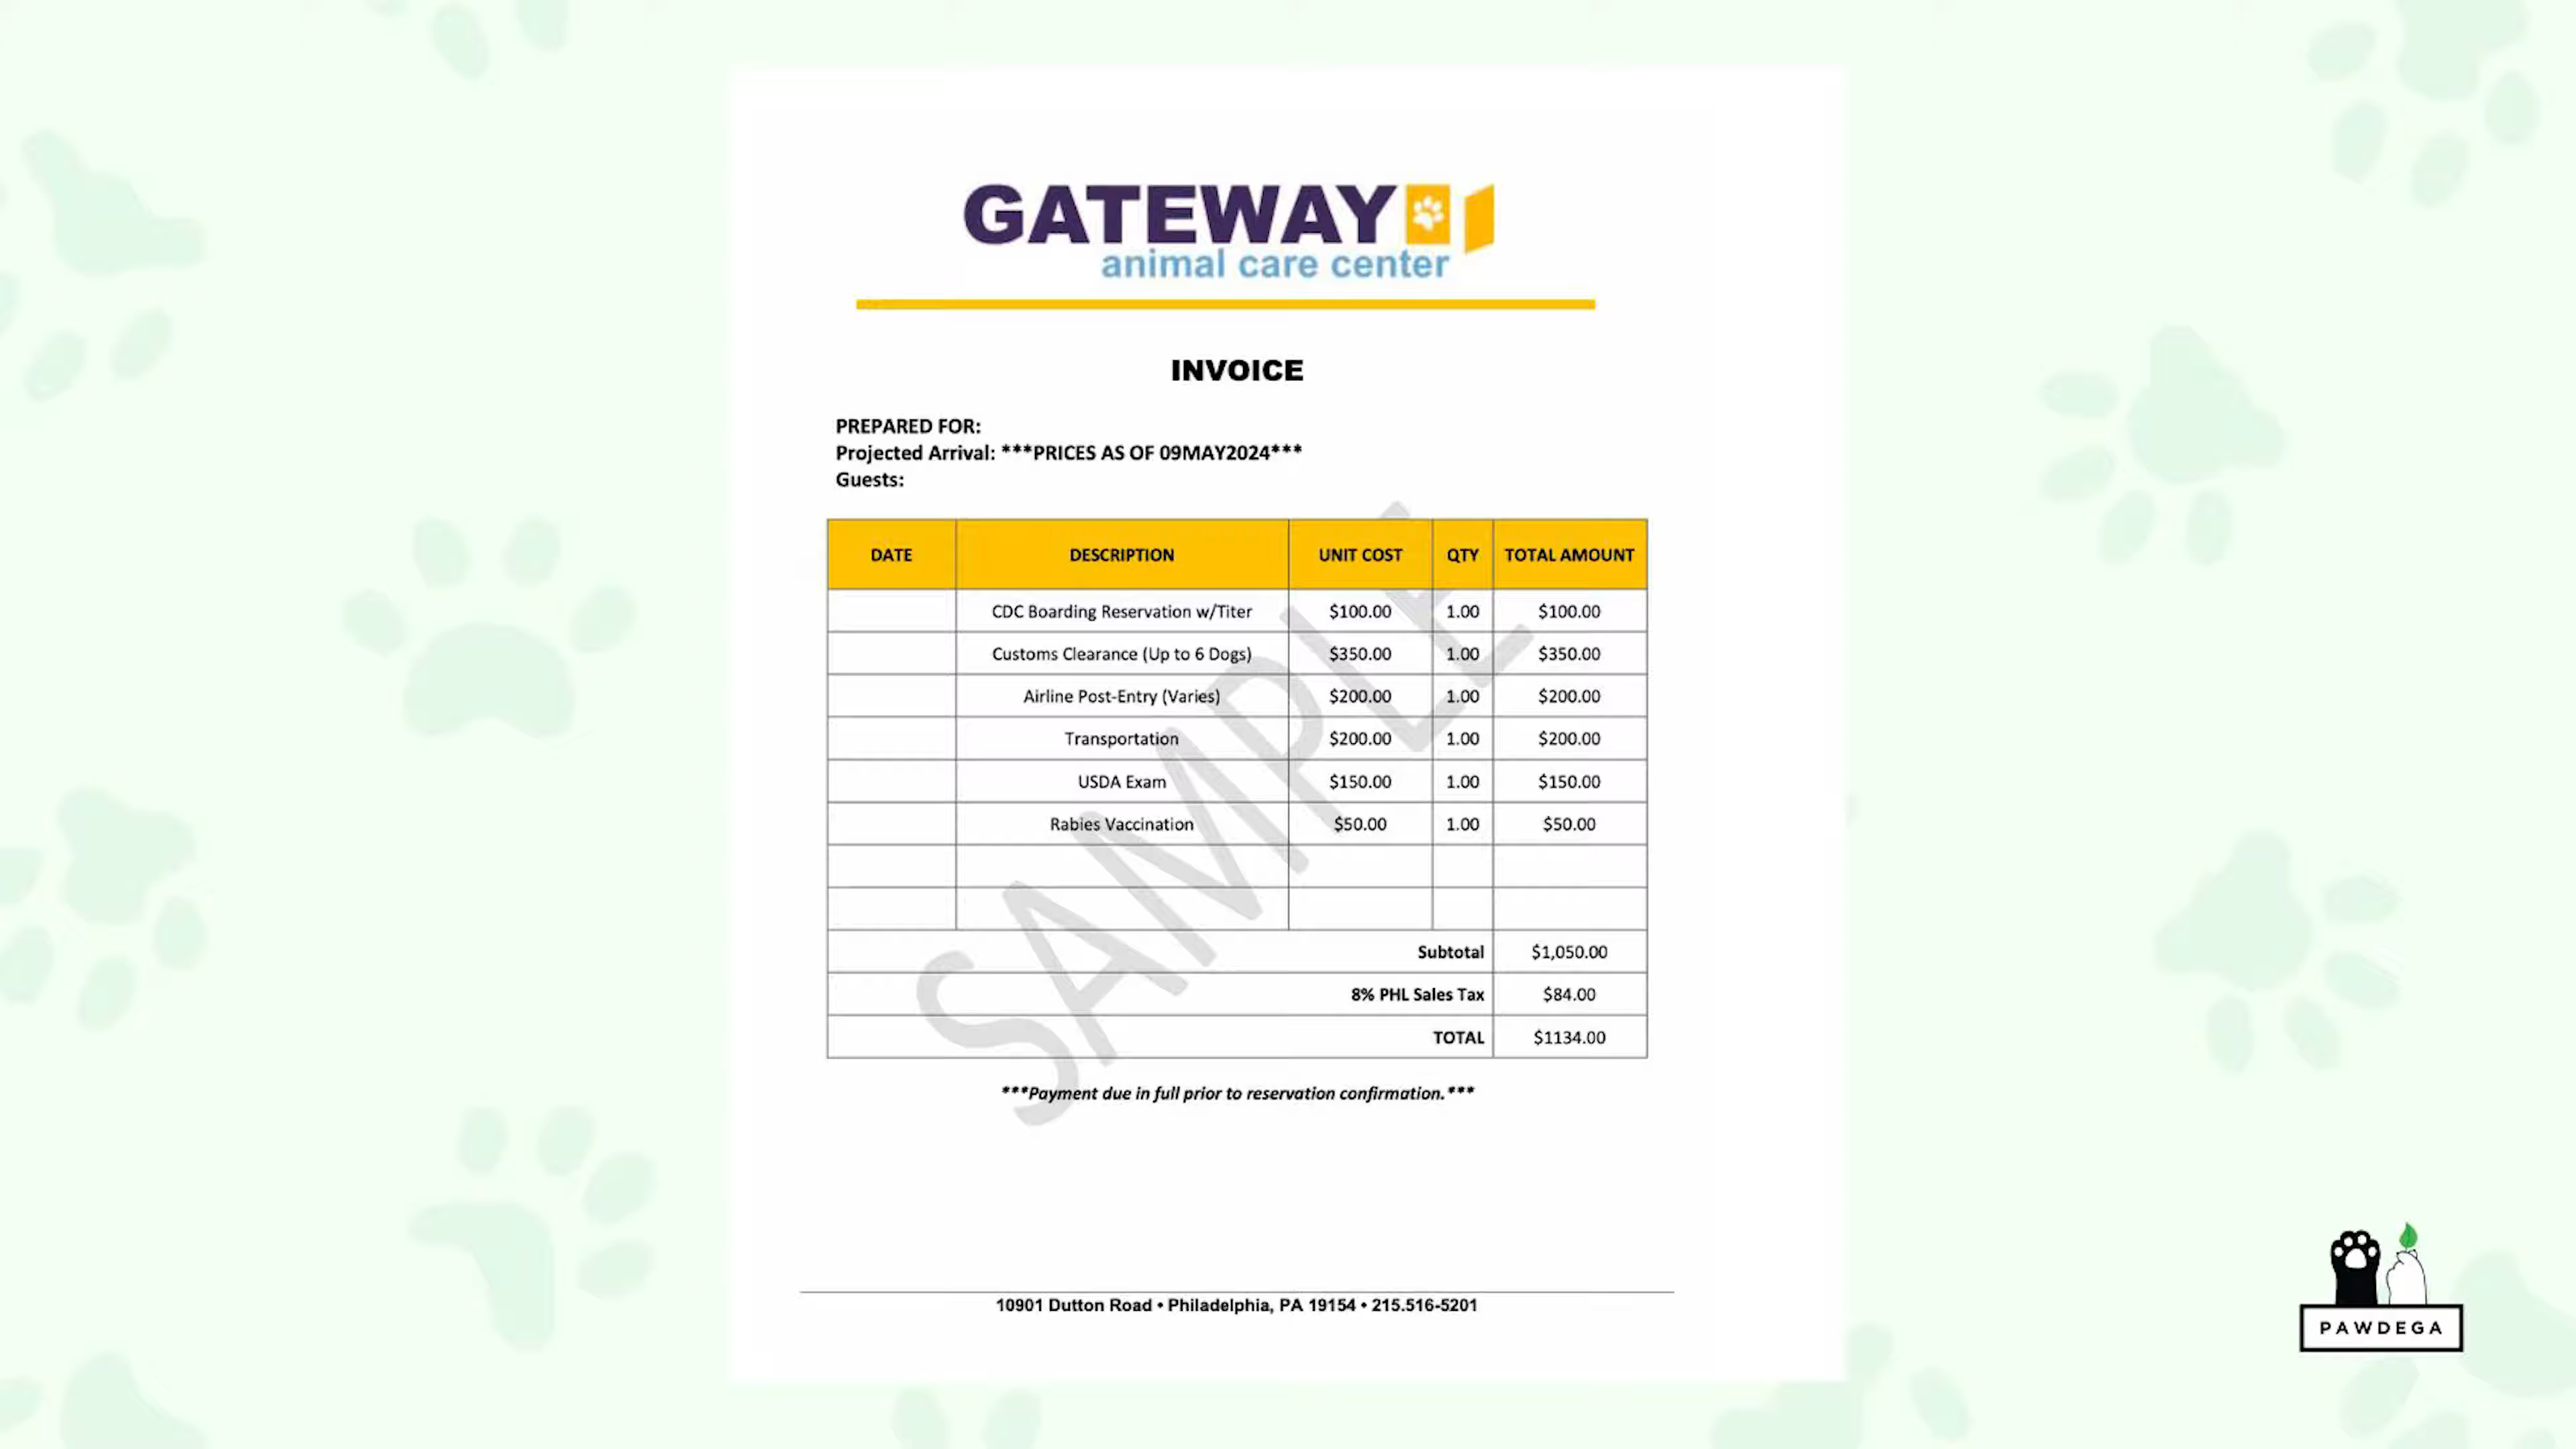 GATEWAY
animal care center
INVOICE
PREPARED FOR:
Projected Arrival: ***PRICES AS OF 09MAY2024***
Guests:
DATE DESCRIPTION UNIT COST QTY TOTAL AMOUNT
CDC Boarding Reservation w/Titer $100.00 1.00 $100.00
Customs Clearance (Up to 6 Dogs) $350.00 1.00 $350.00
Airline Post-Entry (Varies) $200.00 1.00 $200.00
Transportation $200.00 1.00 $200.00
USDA Exam $150.00 1.00 $150.00
Rabies Vaccination $50.00 1.00 $50.00
Subtotal $1,050.00
8% PHL Sales Tax $84.00
TOTAL $1134.00
SAMPLE
***Payment due in full prior to reservation confirmation.***
10901 Dutton Road • Philadelphia, PA 19154 • 215.516-5201
PAWDEGA